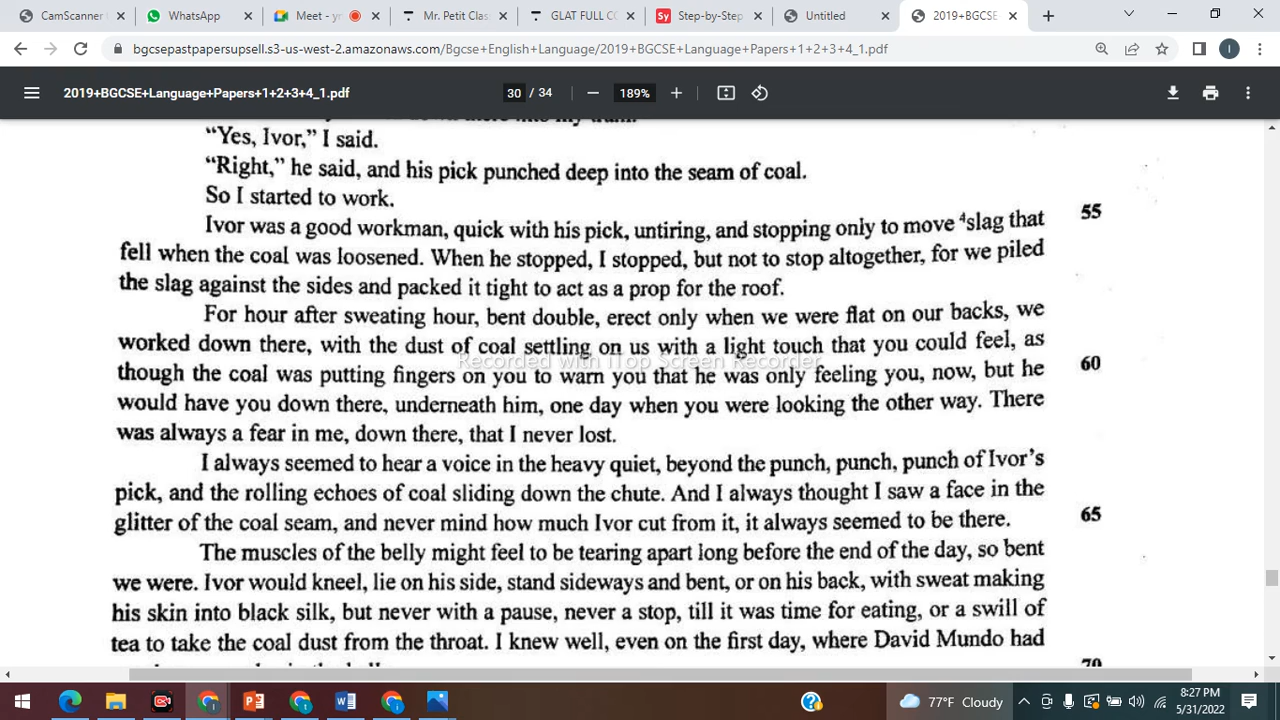 CamScanner
WhatsApp
Meet - yn
Mr. Petit Clas
GLAT FULL CO
Sy Step-by-Step
Untitled
2019+BGCSE
bgcsepastpapersupsell.s3-us-west-2.amazonaws.com/Bgcse+English+Language/2019+BGCSE+Language+Papers+1+2+3+4_1.pdf
I
2019+BGCSE+Language+Papers+1+2+3+4_1.pdf
30 / 34
189%
“Yes, Ivor,” I said.
“Right,” he said, and his pick punched deep into the seam of coal.
So I started to work.
Ivor was a good workman, quick with his pick, untiring, and stopping only to move ⁴slag that 55
fell when the coal was loosened. When he stopped, I stopped, but not to stop altogether, for we piled
the slag against the sides and packed it tight to act as a prop for the roof.
For hour after sweating hour, bent double, erect only when we were flat on our backs, we
worked down there, with the dust of coal settling on us with a light touch that you could feel, as
Recorded with iTop Screen Recorder
though the coal was putting fingers on you to warn you that he was only feeling you, now, but he 60
would have you down there, underneath him, one day when you were looking the other way. There
was always a fear in me, down there, that I never lost.
I always seemed to hear a voice in the heavy quiet, beyond the punch, punch, punch of Ivor’s
pick, and the rolling echoes of coal sliding down the chute. And I always thought I saw a face in the
glitter of the coal seam, and never mind how much Ivor cut from it, it always seemed to be there. 65
The muscles of the belly might feel to be tearing apart long before the end of the day, so bent
we were. Ivor would kneel, lie on his side, stand sideways and bent, or on his back, with sweat making
his skin into black silk, but never with a pause, never a stop, till it was time for eating, or a swill of
tea to take the coal dust from the throat. I knew well, even on the first day, where David Mundo had
70
77°F Cloudy
8:27 PM
5/31/2022